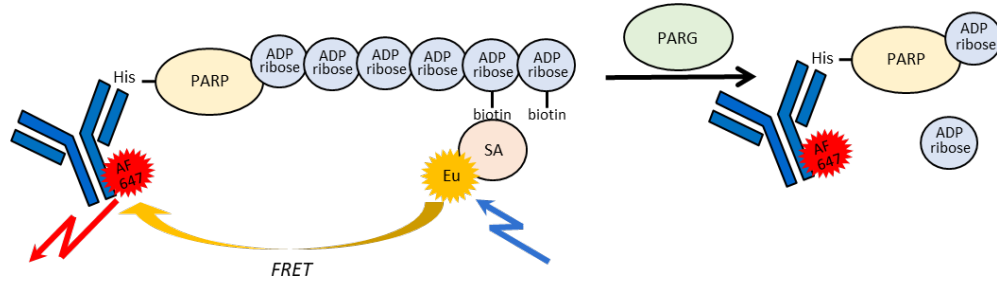 His
PARP
ADP
ribose
ADP
ribose
ADP
ribose
ADP
ribose
ADP
ribose
ADP
ribose
biotin
biotin
SA
Eu
AF
647
FRET
PARG
His
PARP
ADP
ribose
AF
647
ADP
ribose